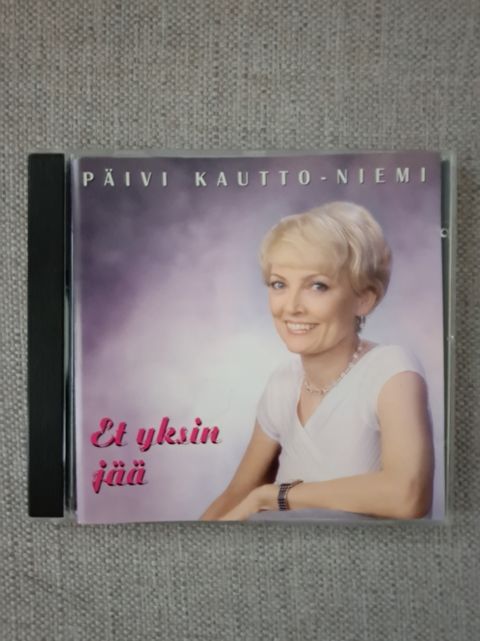 PÄIVI KAUTTO-NIEMI
Et yksin
jää